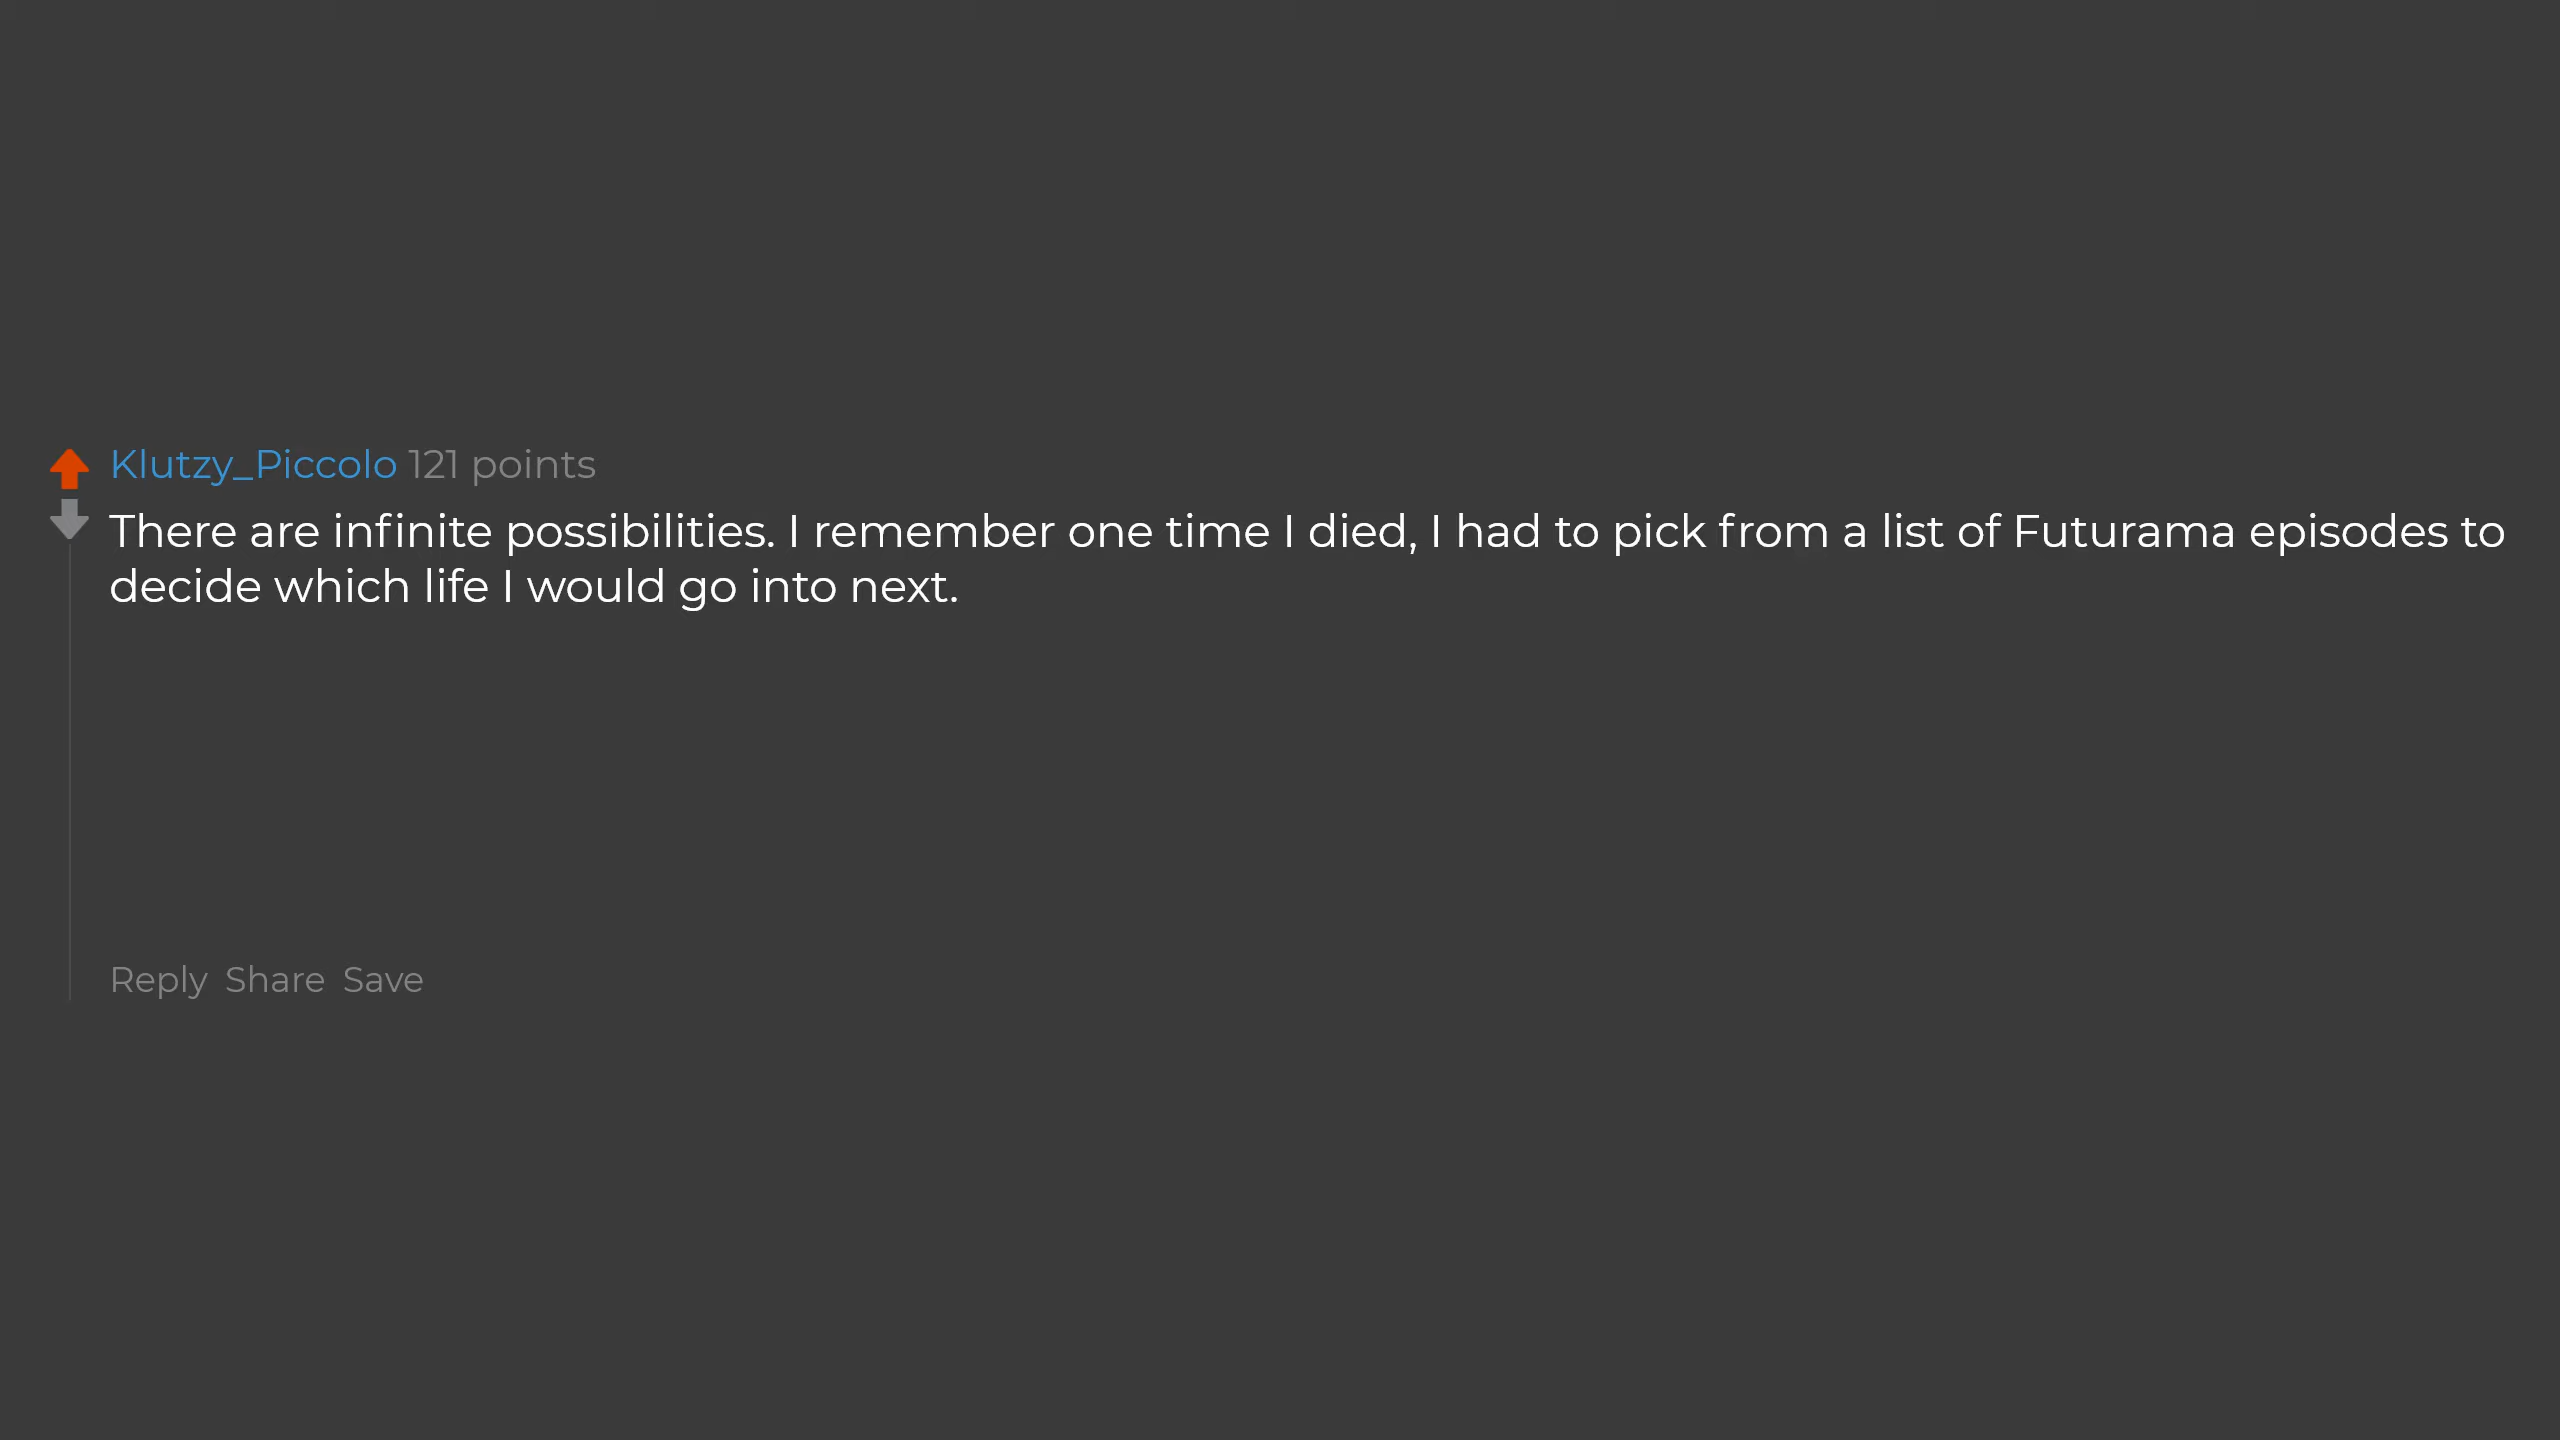 Klutzy_Piccolo 121 points
There are infinite possibilities. I remember one time I died, I had to pick from a list of Futurama episodes to
decide which life I would go into next.
Reply Share Save